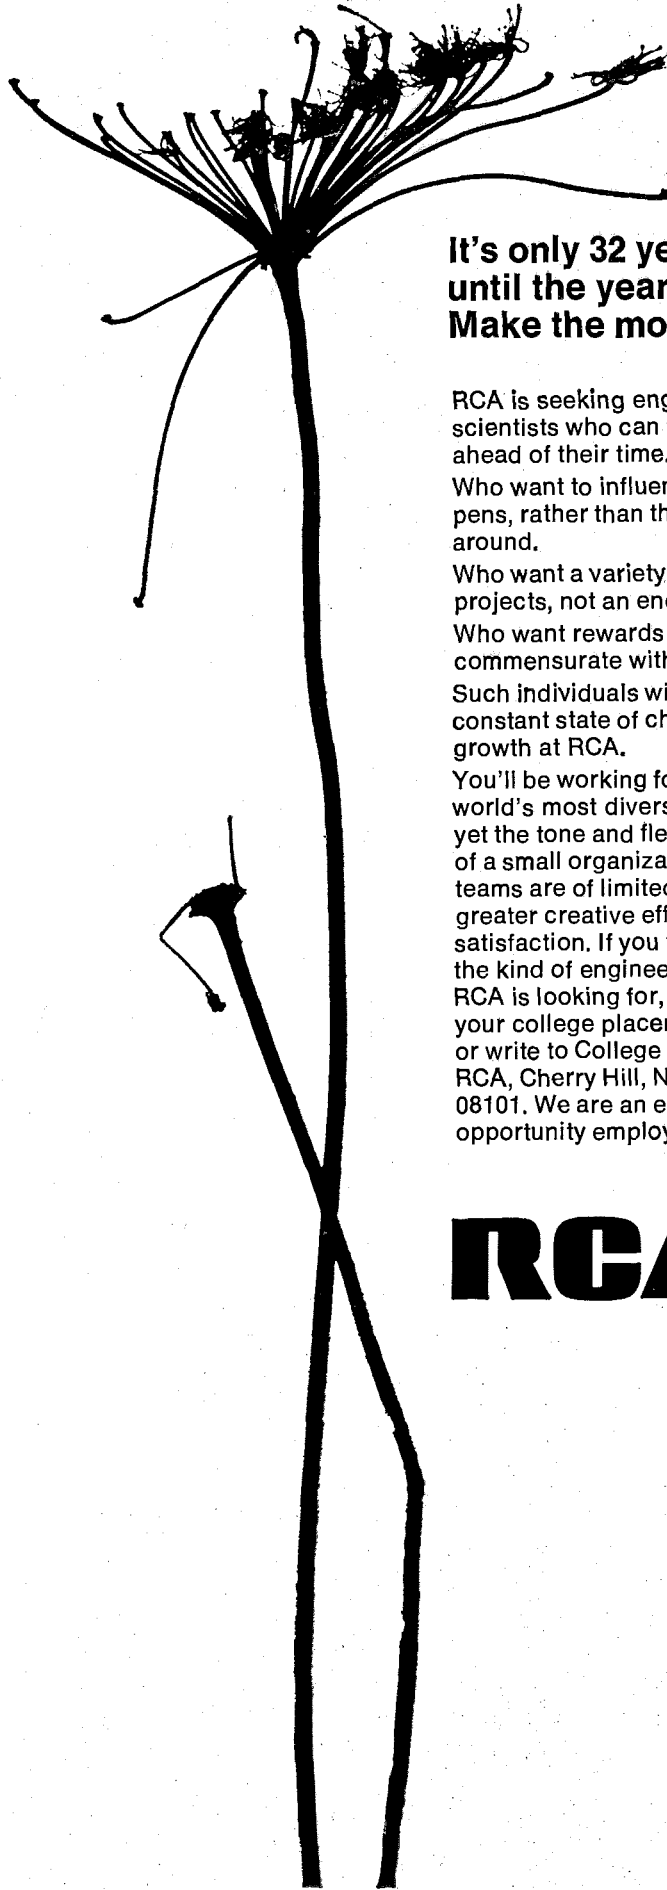 It's only 32 ye
until the year
Make the mo
RCA is seeking eng
scientists who can
ahead of their time.
Who want to influen
pens, rather than th
around.
Who want a variety
projects, not an end
Who want rewards
commensurate with
Such individuals wi
constant state of ch
growth at RCA.
You'll be working fo
world's most divers
yet the tone and fle
of a small organiza
teams are of limited
greater creative eff
satisfaction. If you
the kind of enginee
RCA is looking for,
your college placem
or write to College
RCA, Cherry Hill, N
08101. We are an e
opportunity employ
RCA